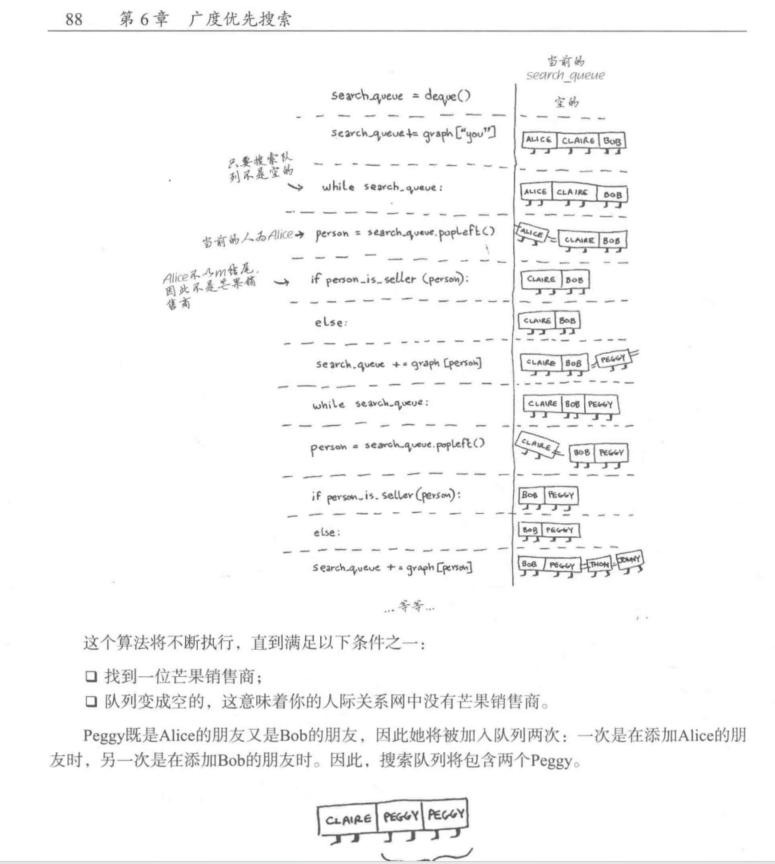 88 第6章 广度优先搜索
当前的
search_queue
search_queue = deque() 空的
search_queue += graph["you"] ALICE CLAIRE BOB
只要搜索队
列不是空的
while search_queue: ALICE CLAIRE BOB
当前的人为Alice person = search_queue.popleft() ALICE CLAIRE BOB
Alice不以m结尾,
因此不是芒果销
售商
if person_is_seller (person): CLAIRE BOB
else: CLAIRE BOB
search_queue += graph [person] CLAIRE BOB PEGGY
while search_queue: CLAIRE BOB PEGGY
person = search_queue.popleft() CLAIRE BOB PEGGY
if person_is_seller (person): BOB PEGGY
else: BOB PEGGY
search_queue += graph [person] BOB PEGGY THOM JONNY
...等等...
这个算法将不断执行,直到满足以下条件之一:
❑ 找到一位芒果销售商;
❑ 队列变成空的,这意味着你的人际关系网中没有芒果销售商。
Peggy既是Alice的朋友又是Bob的朋友,因此她将被加入队列两次:一次是在添加Alice的朋
友时,另一次是在添加Bob的朋友时。因此,搜索队列将包含两个Peggy。
CLAIRE PEGGY PEGGY